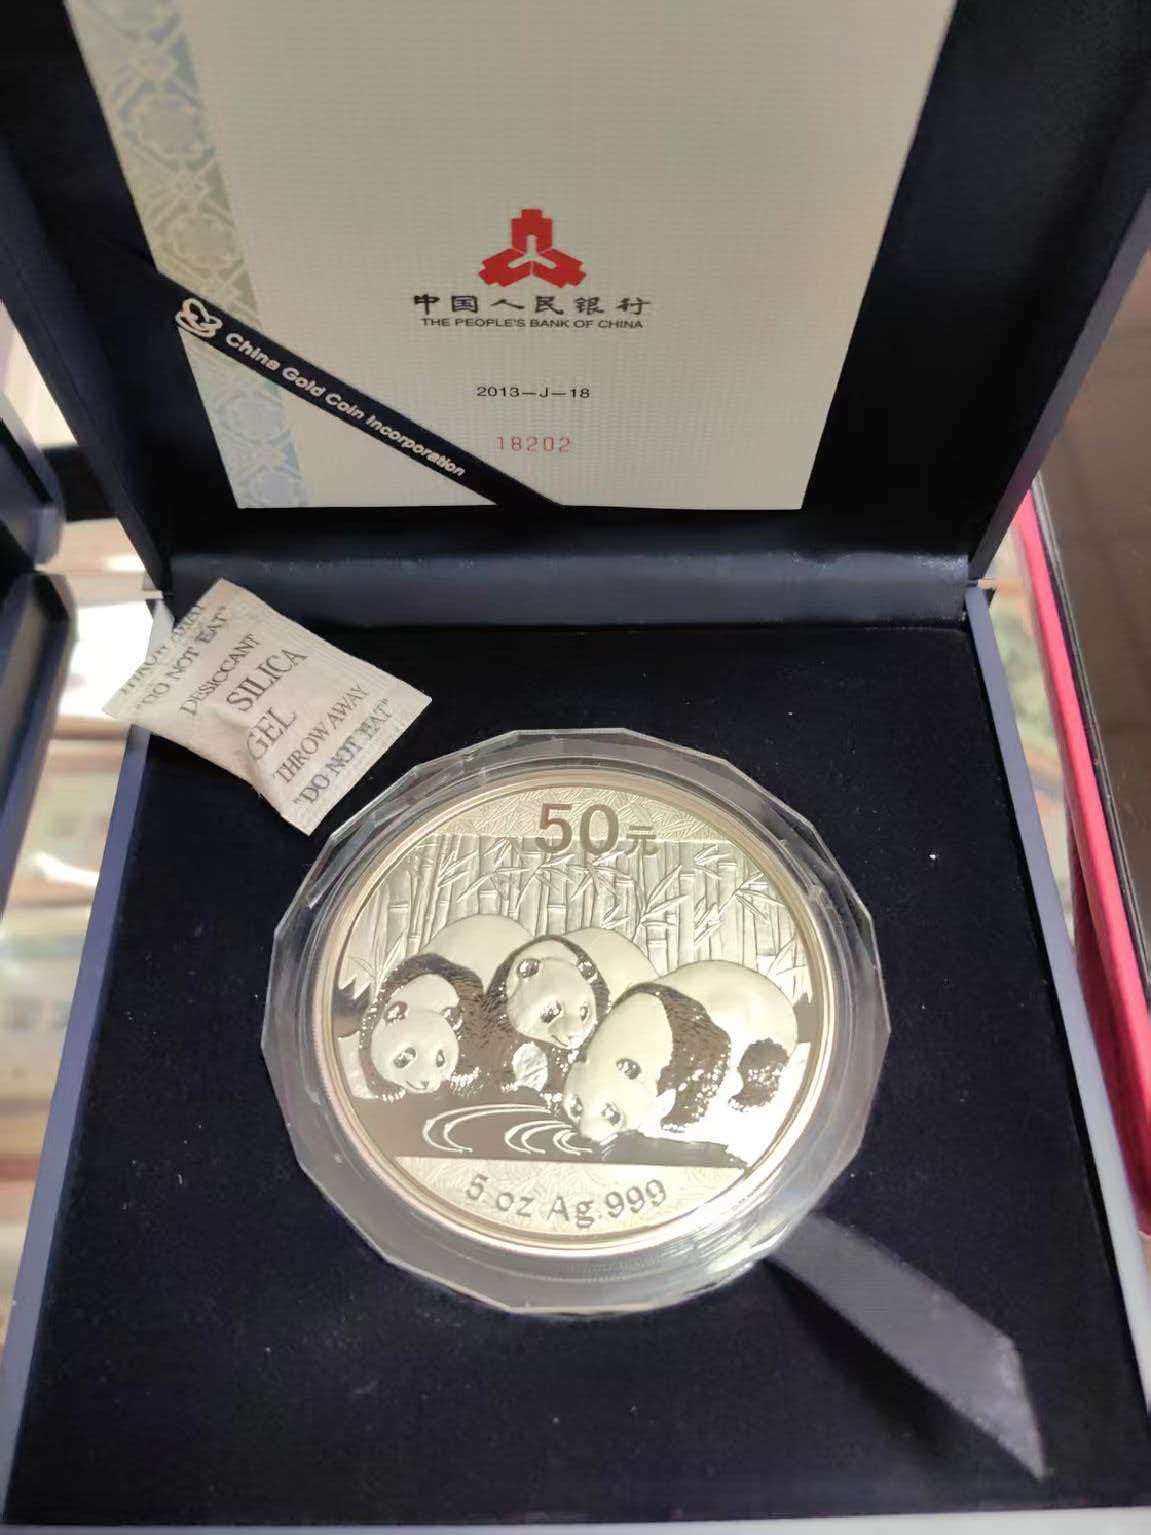 中国人民银行
THE PEOPLE'S BANK OF CHINA
2013-J-18
18202
China Gold Coin Incorporation
"DO NOT EAT"
DESICCANT
SILICA
GEL
THROW AWAY
"DO NOT EAT"
50元
5 oz Ag.999